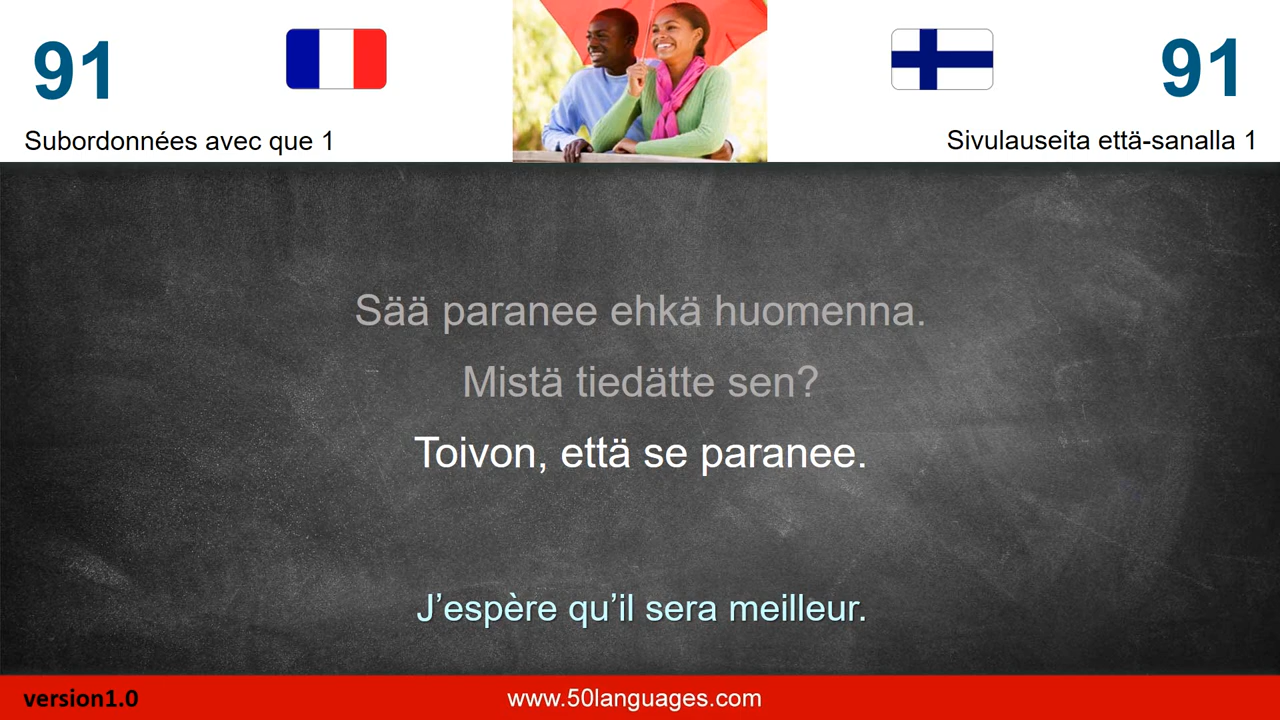 91
91
Subordonnées avec que 1
Sivulauseita että-sanalla 1
Sää paranee ehkä huomenna.
Mistä tiedätte sen?
Toivon, että se paranee.
J’espère qu’il sera meilleur.
version1.0
www.50languages.com